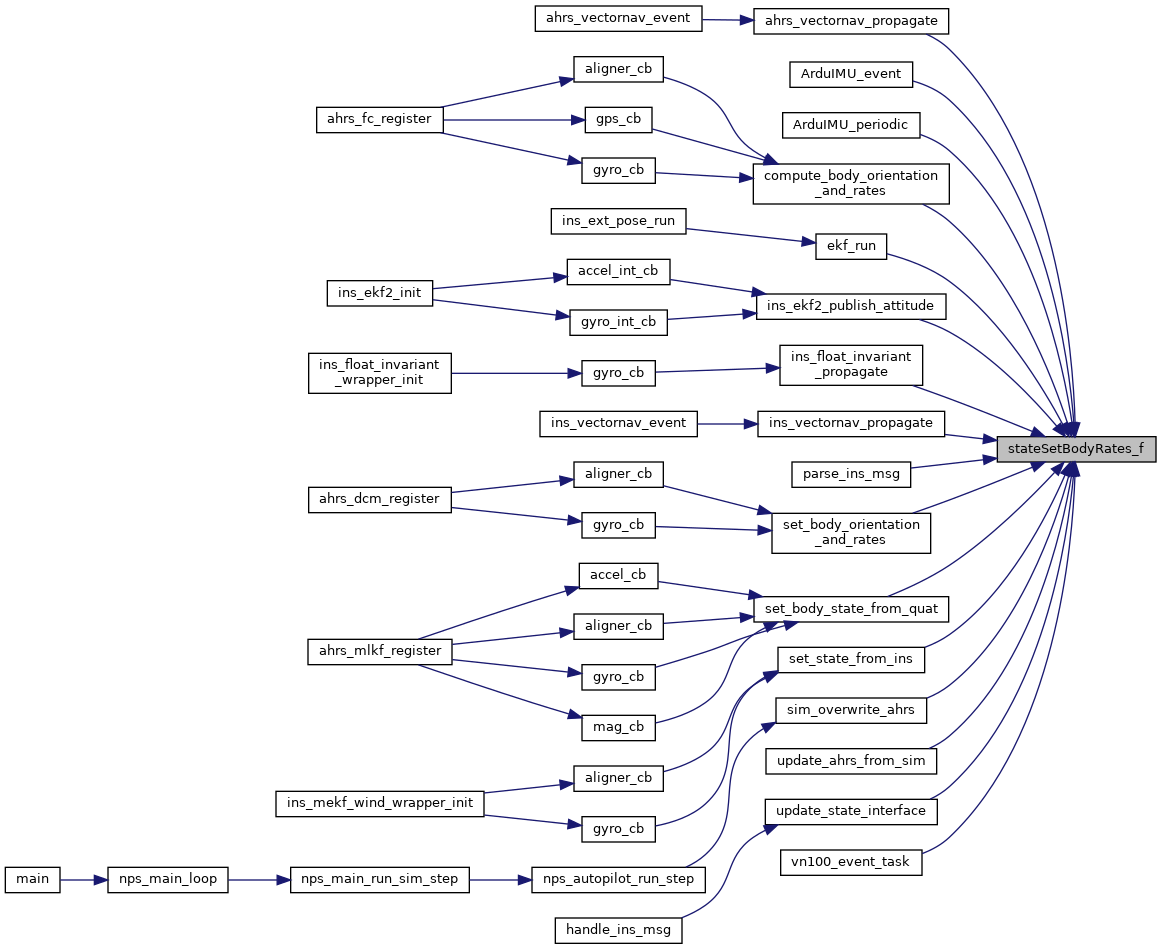 ahrs_vectornav_event
ahrs_vectornav_propagate
aligner_cb
ArduIMU_event
ahrs_fc_register
gps_cb
ArduIMU_periodic
gyro_cb
compute_body_orientation
_and_rates
ins_ext_pose_run
ekf_run
accel_int_cb
ins_ekf2_init
ins_ekf2_publish_attitude
gyro_int_cb
ins_float_invariant
_wrapper_init
gyro_cb
ins_float_invariant
_propagate
ins_vectornav_event
ins_vectornav_propagate
stateSetBodyRates_f
aligner_cb
parse_ins_msg
ahrs_dcm_register
gyro_cb
set_body_orientation
_and_rates
accel_cb
set_body_state_from_quat
aligner_cb
ahrs_mlkf_register
gyro_cb
set_state_from_ins
mag_cb
sim_overwrite_ahrs
aligner_cb
update_ahrs_from_sim
ins_mekf_wind_wrapper_init
gyro_cb
update_state_interface
vn100_event_task
main
nps_main_loop
nps_main_run_sim_step
nps_autopilot_run_step
handle_ins_msg